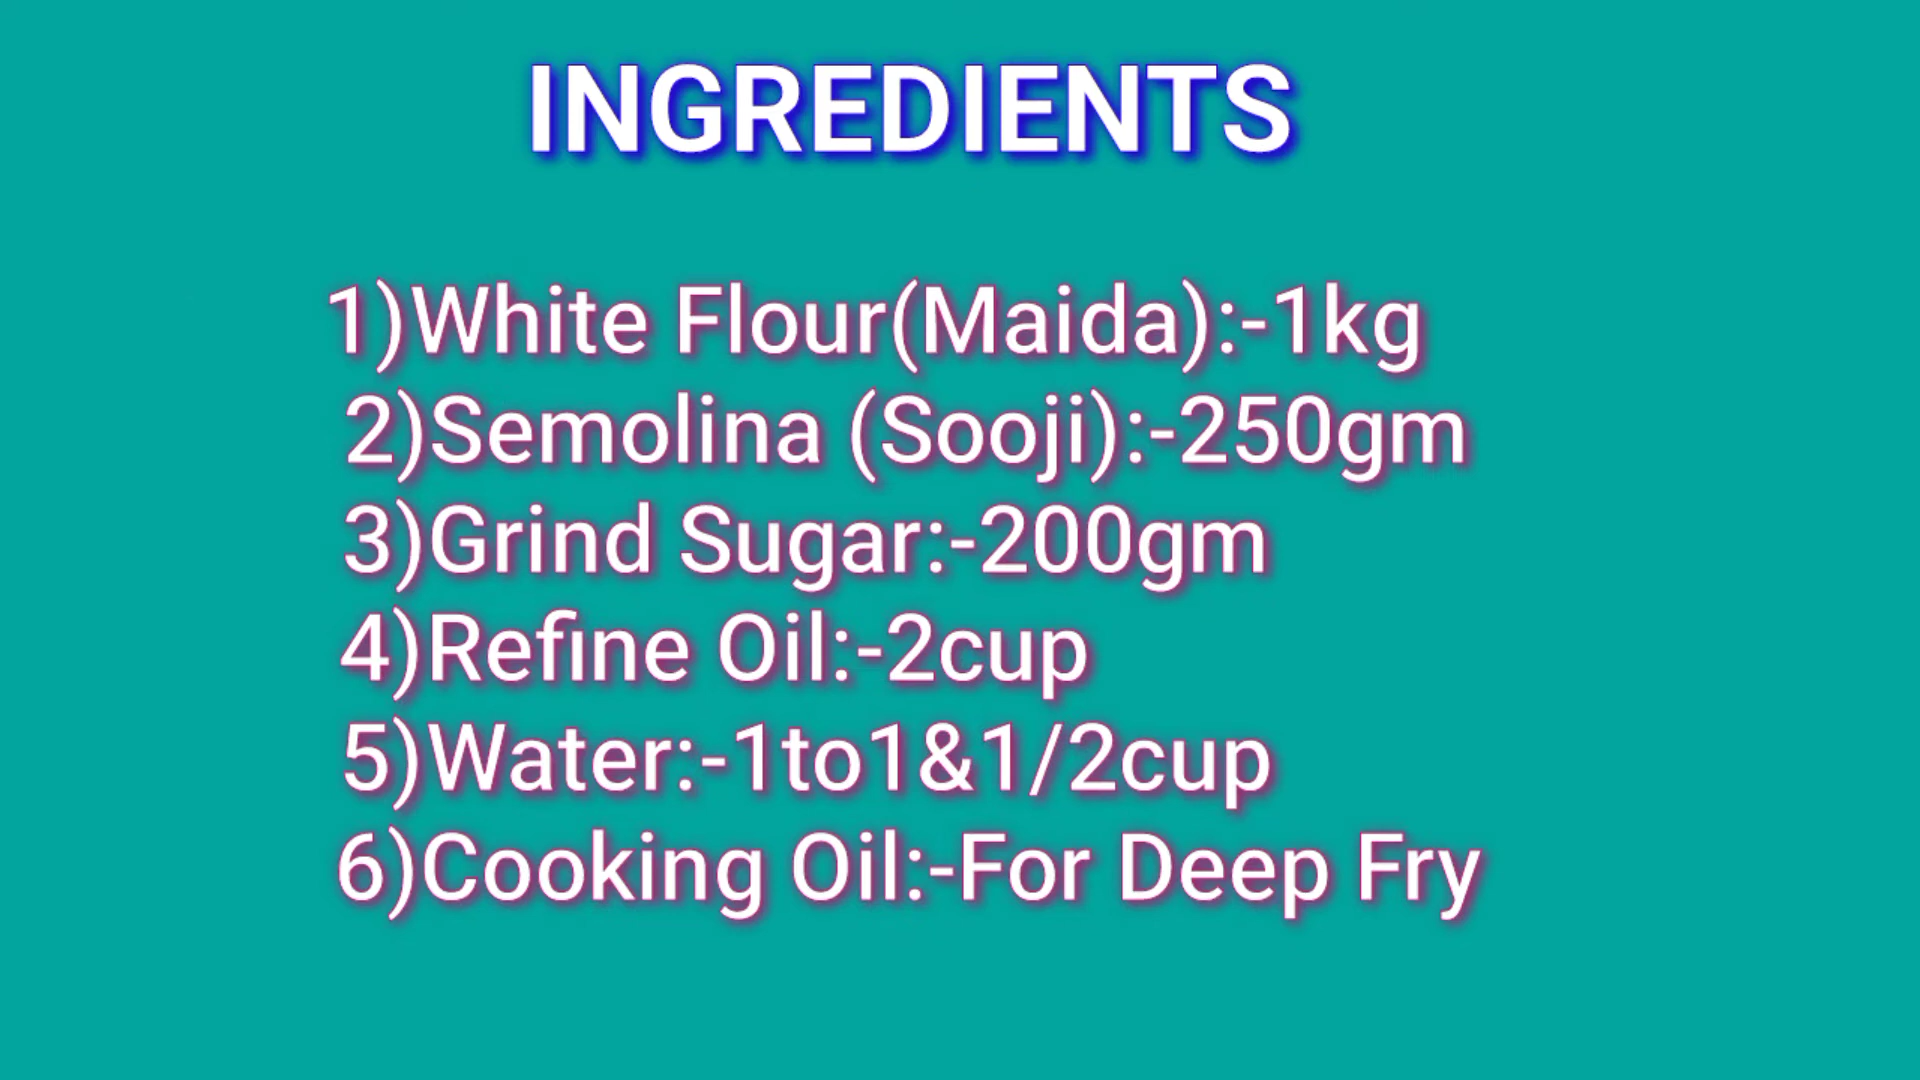 INGREDIENTS
1)White Flour(Maida):-1kg
2)Semolina (Sooji):-250gm
3)Grind Sugar:-200gm
4)Refine Oil:-2cup
5)Water:-1to1&1/2cup
6)Cooking Oil:-For Deep Fry